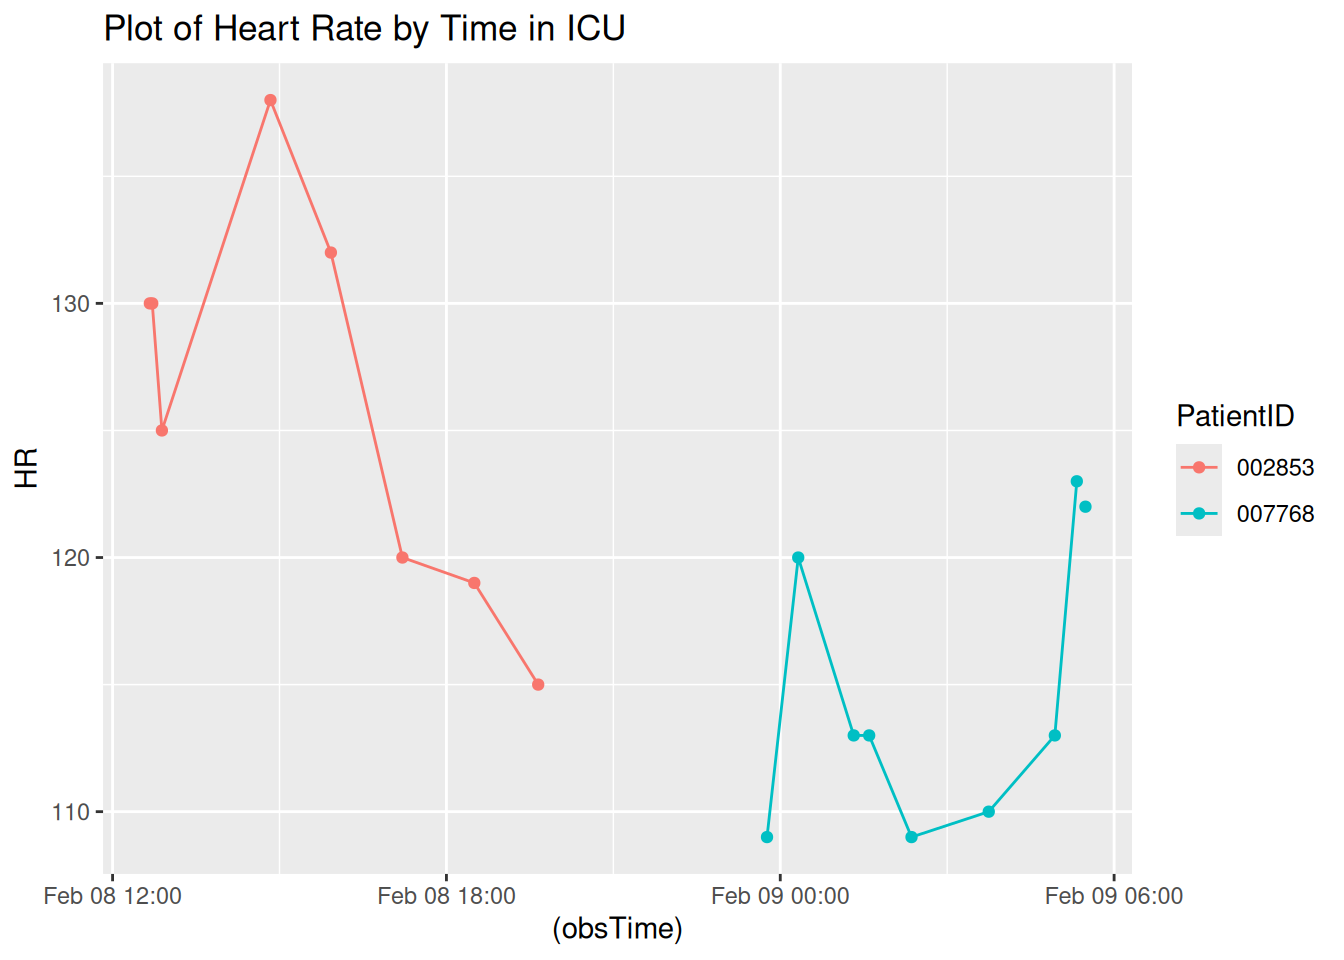 Plot of Heart Rate by Time in ICU
HR
130
120
110
Feb 08 12:00
Feb 08 18:00
Feb 09 00:00
Feb 09 06:00
(obsTime)
PatientID
002853
007768